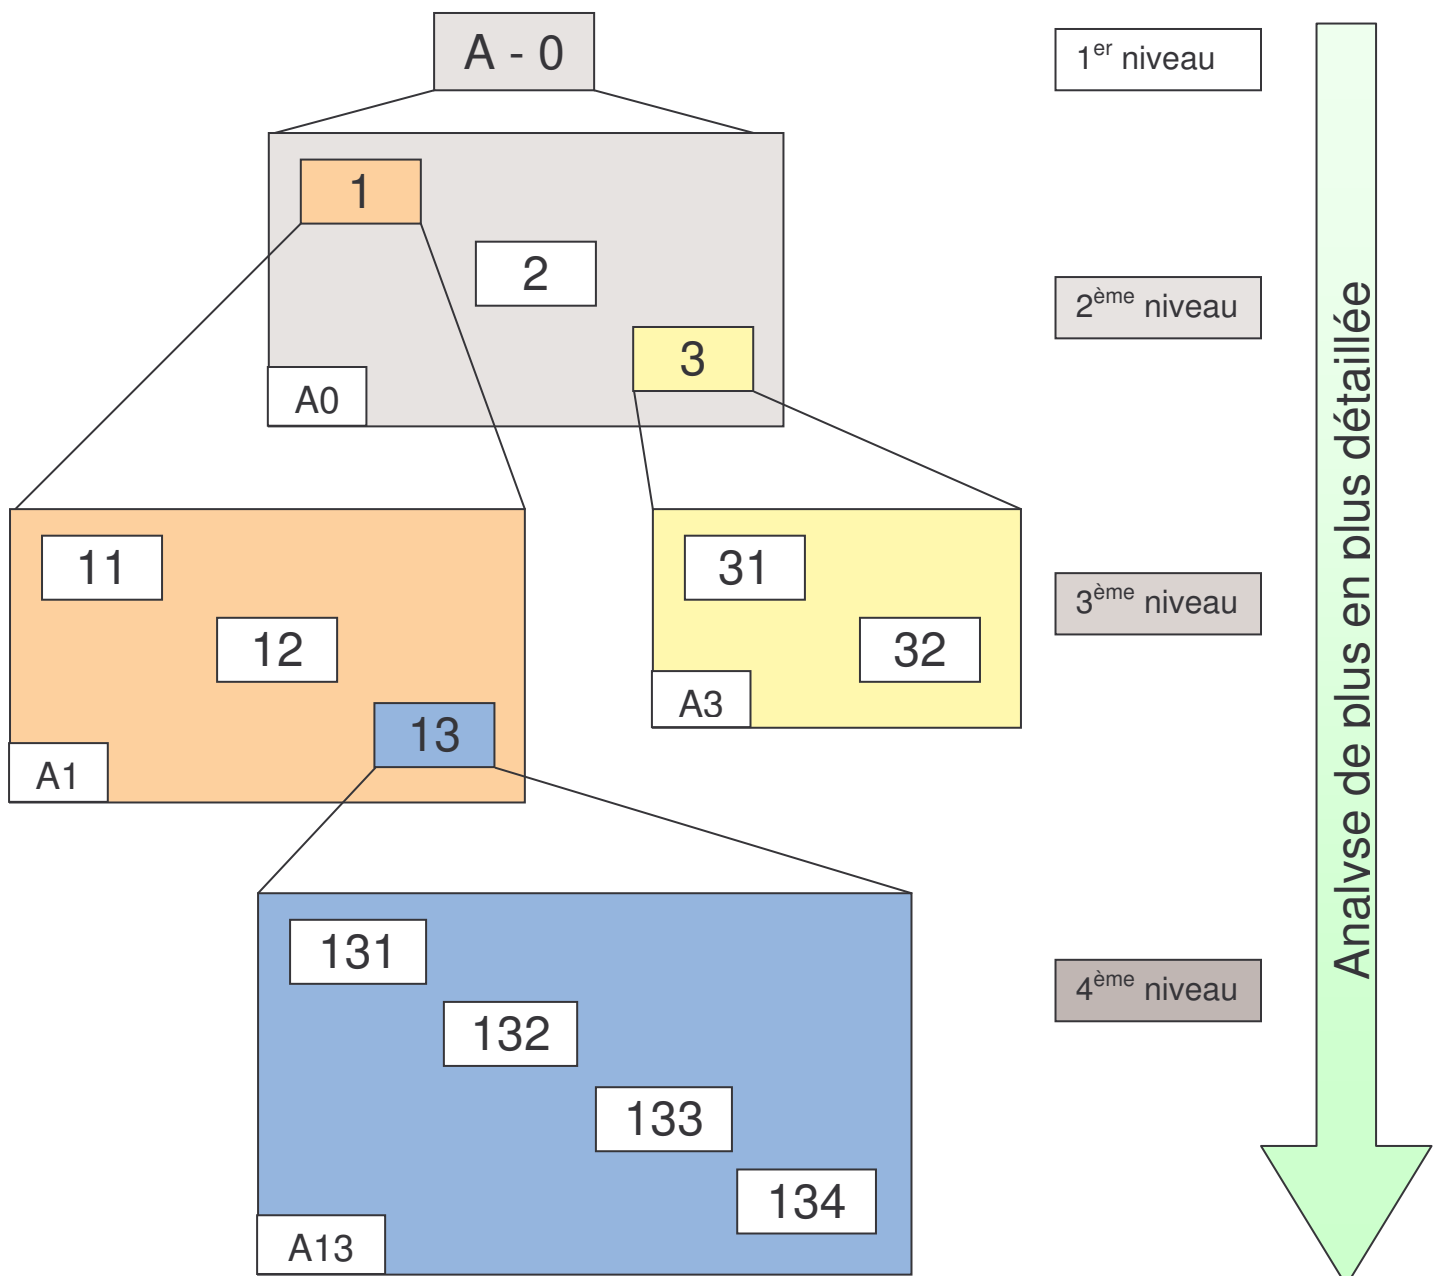 A - 0
1er niveau
1
2
3
A0
2ème niveau
11
12
13
A1
31
32
A3
3ème niveau
131
132
133
134
A13
4ème niveau
Analyse de plus en plus détaillée